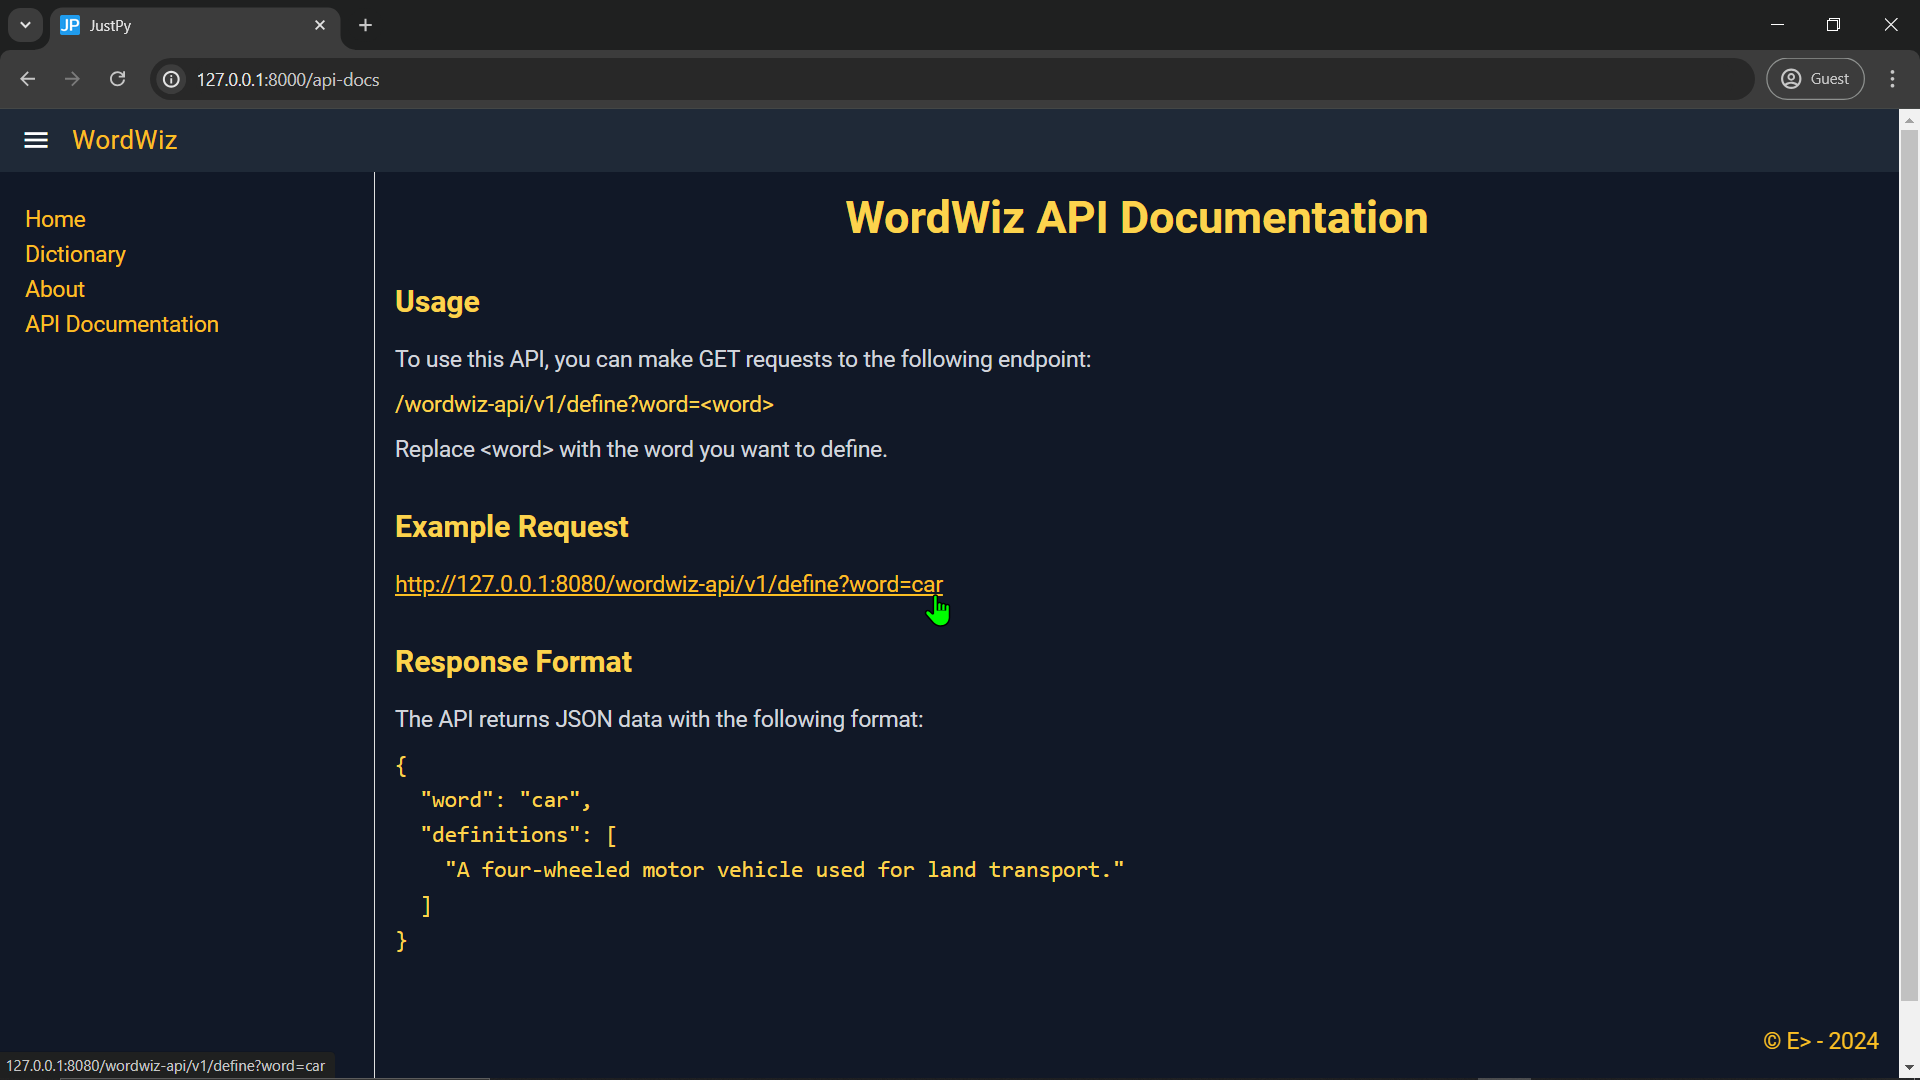 JP JustPy
127.0.0.1:8000/api-docs
Guest
WordWiz
Home
Dictionary
About
API Documentation
WordWiz API Documentation
Usage
To use this API, you can make GET requests to the following endpoint:
/wordwiz-api/v1/define?word=<word>
Replace <word> with the word you want to define.
Example Request
http://127.0.0.1:8080/wordwiz-api/v1/define?word=car
Response Format
The API returns JSON data with the following format:
{
"word": "car",
"definitions": [
"A four-wheeled motor vehicle used for land transport."
]
}
© E> - 2024
127.0.0.1:8080/wordwiz-api/v1/define?word=car